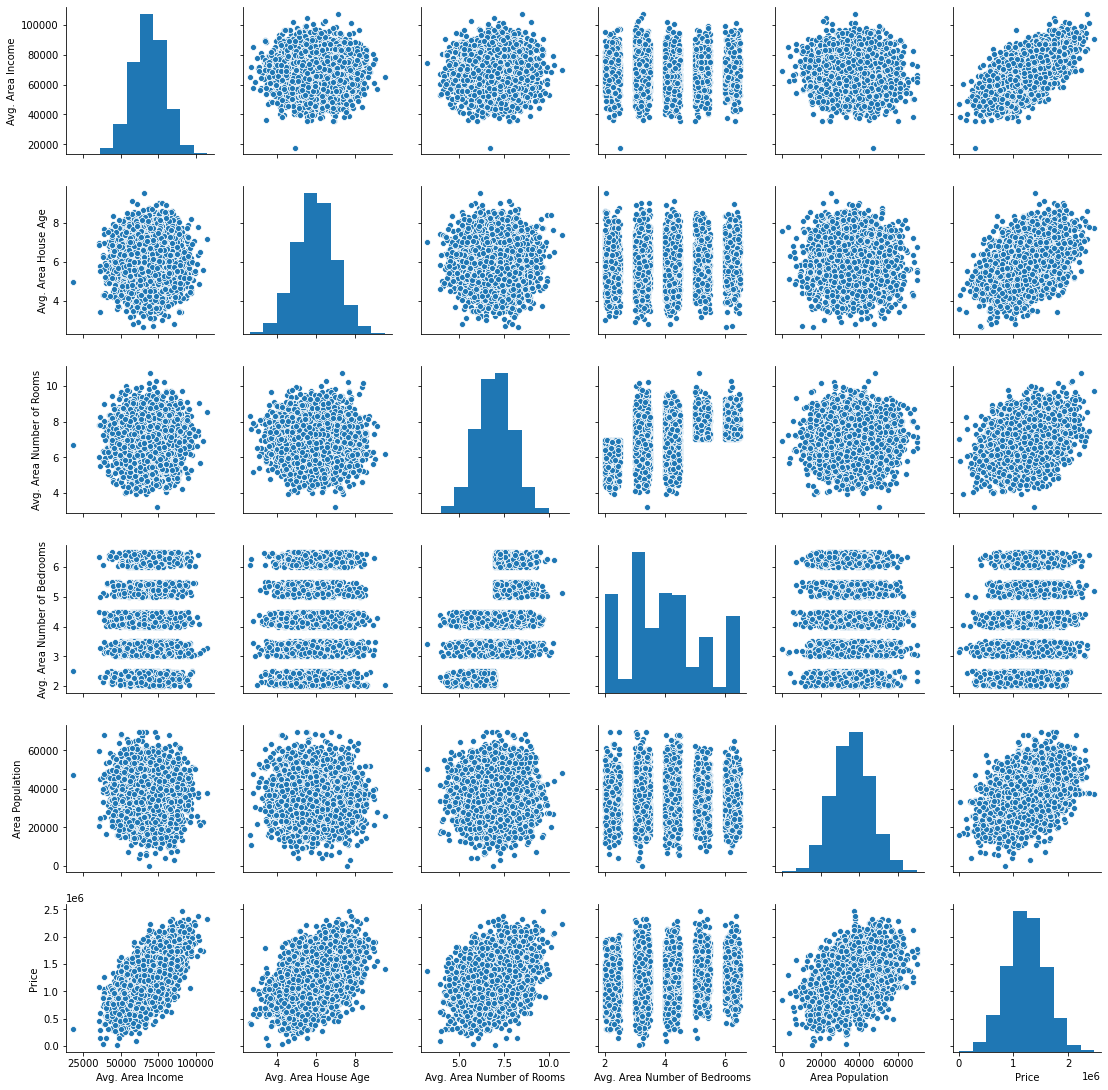 100000
80000
60000
40000
20000
Avg. Area Income
8
6
4
Avg. Area House Age
10
8
6
4
Avg. Area Number of Rooms
6
5
4
3
2
Avg. Area Number of Bedrooms
60000
40000
20000
0
Area Population
1e6
2.5
2.0
1.5
1.0
0.5
0.0
Price
25000 50000 75000 100000
Avg. Area Income
4 6 8
Avg. Area House Age
5.0 7.5 10.0
Avg. Area Number of Rooms
2 4 6
Avg. Area Number of Bedrooms
0 20000 40000 60000
Area Population
0 1 2
1e6
Price